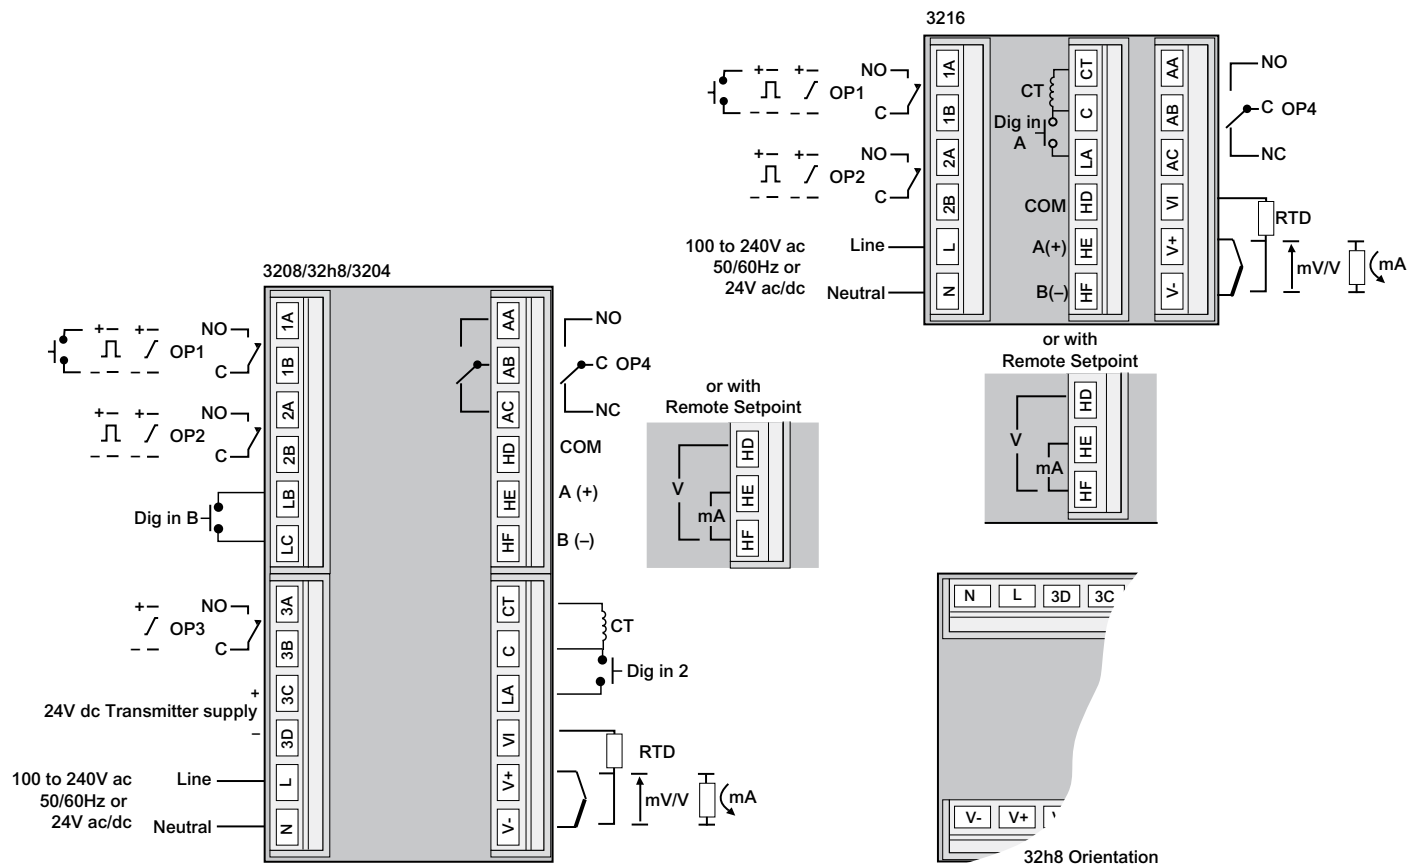 3216
1A
1B
2A
2B
L
N
+ – + –
NO
OP1
– – – –
C
+ – + –
NO
OP2
– – – –
C
100 to 240V ac
50/60Hz or
24V ac/dc
Line
Neutral
CT
C
LA
HD
HE
HF
CT
Dig in
A
COM
A(+)
B(–)
AA
AB
AC
VI
V+
V-
NO
C OP4
NC
RTD
mV/V
mA
or with
Remote Setpoint
HD
HE
HF
V
mA
3208/32h8/3204
1A
1B
2A
2B
LB
LC
3A
3B
3C
3D
L
N
+ – + –
NO
OP1
– – – –
C
+ – + –
NO
OP2
– – – –
C
Dig in B
+ –
NO
OP3
– –
C
+
24V dc Transmitter supply
–
100 to 240V ac
50/60Hz or
24V ac/dc
Line
Neutral
AA
AB
AC
HD
HE
HF
CT
C
LA
VI
V+
V-
NO
C OP4
NC
COM
A (+)
B (–)
CT
Dig in 2
RTD
mV/V
mA
or with
Remote Setpoint
HD
HE
HF
V
mA
N L 3D 3C
V- V+
32h8 Orientation